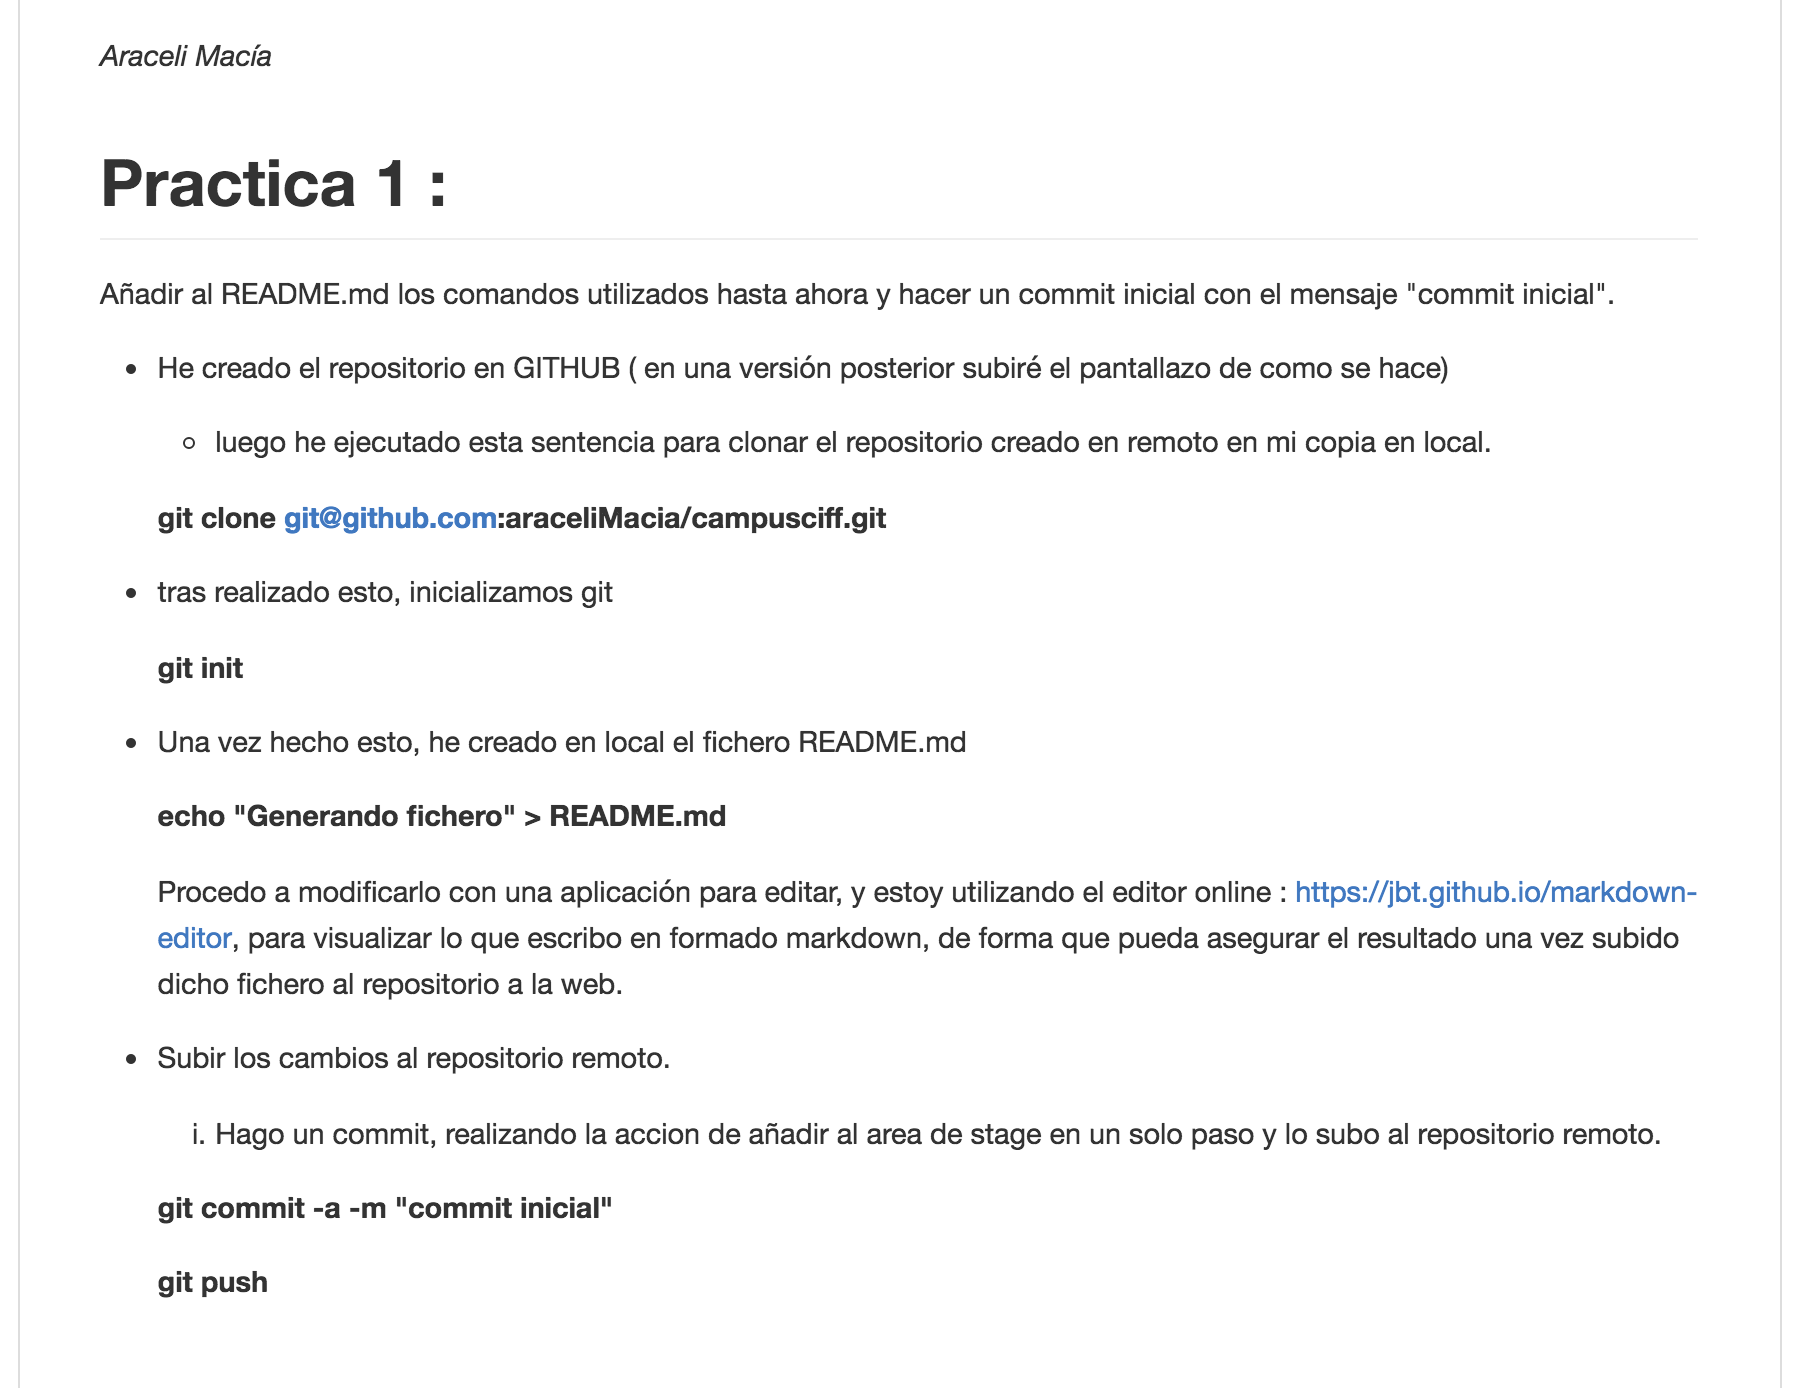 Araceli Macía
Practica 1 :
Añadir al README.md los comandos utilizados hasta ahora y hacer un commit inicial con el mensaje "commit inicial".
He creado el repositorio en GITHUB ( en una versión posterior subiré el pantallazo de como se hace)
luego he ejecutado esta sentencia para clonar el repositorio creado en remoto en mi copia en local.
git clone git@github.com:araceliMacia/campusciff.git
tras realizado esto, inicializamos git
git init
Una vez hecho esto, he creado en local el fichero README.md
echo "Generando fichero" > README.md
Procedo a modificarlo con una aplicación para editar, y estoy utilizando el editor online : https://jbt.github.io/markdown-
editor, para visualizar lo que escribo en formado markdown, de forma que pueda asegurar el resultado una vez subido
dicho fichero al repositorio a la web.
Subir los cambios al repositorio remoto.
i. Hago un commit, realizando la accion de añadir al area de stage en un solo paso y lo subo al repositorio remoto.
git commit -a -m "commit inicial"
git push